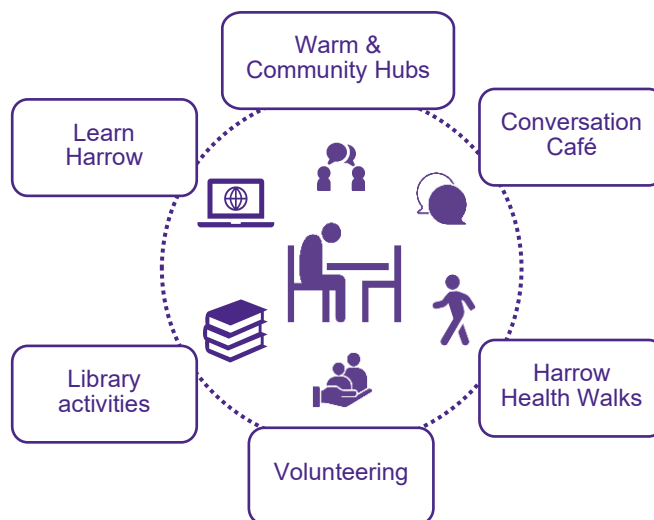 Warm &
Community Hubs
Learn
Harrow
Conversation
Café
Library
activities
Harrow
Health Walks
Volunteering